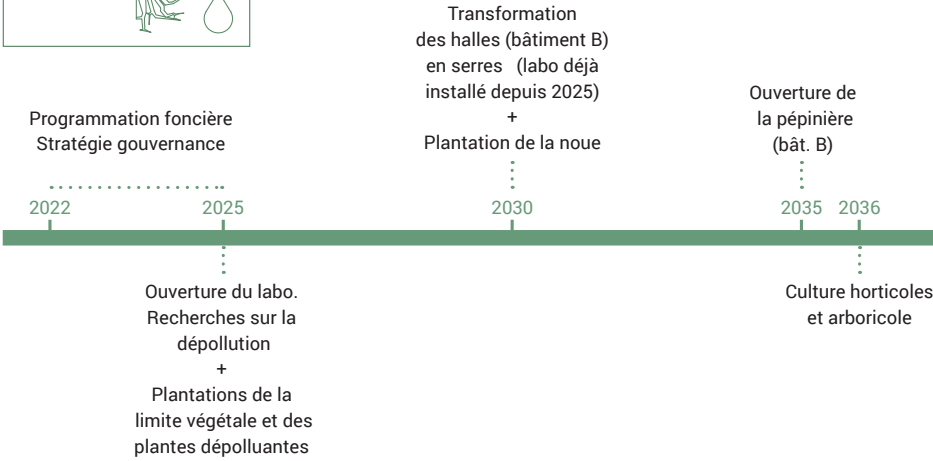 Transformation
des halles (bâtiment B)
en serres (labo déjà
installé depuis 2025)
+
Plantation de la noue
Ouverture de
la pépinière
(bât. B)
Programmation foncière
Stratégie gouvernance
2022
2025
2030
2035
2036
Ouverture du labo.
Recherches sur la
dépollution
+
Plantations de la
limite végétale et des
plantes dépolluantes
Culture horticoles
et arboricole